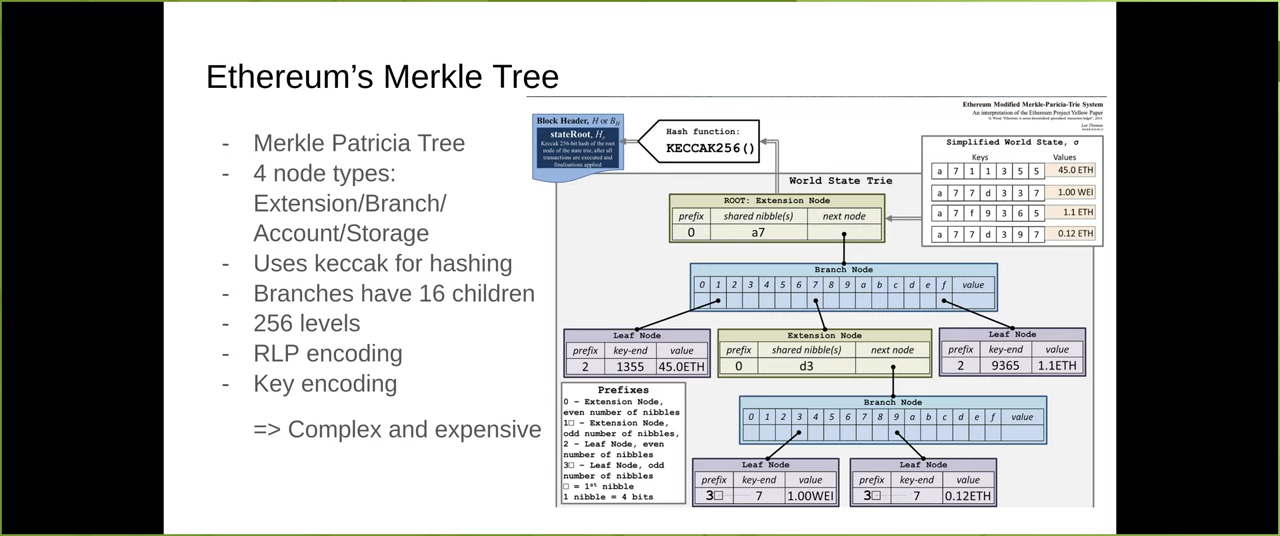 Ethereum's Merkle Tree
- Merkle Patricia Tree
- 4 node types:
Extension/Branch/
Account/Storage
- Uses keccak for hashing
- Branches have 16 children
- 256 levels
- RLP encoding
- Key encoding
=> Complex and expensive
Ethereum Modified Merkle-Paricia-Trie System
An interpretation of the Ethereum Project Yellow Paper
Block Header, H or B_H
stateRoot, H_r
Keccak 256-bit hash of the root
node of the state trie, after all
transactions are executed and
finalisations applied
Hash function:
KECCAK256()
Simplified World State, σ
Keys Values
a 7 1 1 3 5 5 45.0 ETH
a 7 7 d 3 3 7 1.00 WEI
a 7 f 9 3 6 5 1.1 ETH
a 7 7 d 3 9 7 0.12 ETH
World State Trie
ROOT: Extension Node
prefix shared nibble(s) next node
0 a7
Branch Node
0 1 2 3 4 5 6 7 8 9 a b c d e f value
Leaf Node
prefix key-end value
2 1355 45.0ETH
Extension Node
prefix shared nibble(s) next node
0 d3
Leaf Node
prefix key-end value
2 9365 1.1ETH
Prefixes
0 - Extension Node,
even number of nibbles
1□ - Extension Node,
odd number of nibbles,
2 - Leaf Node, even
number of nibbles
3□ - Leaf Node, odd
number of nibbles
□ = 1st nibble
1 nibble = 4 bits
Branch Node
0 1 2 3 4 5 6 7 8 9 a b c d e f value
Leaf Node
prefix key-end value
3□ 7 1.00WEI
Leaf Node
prefix key-end value
3□ 7 0.12ETH